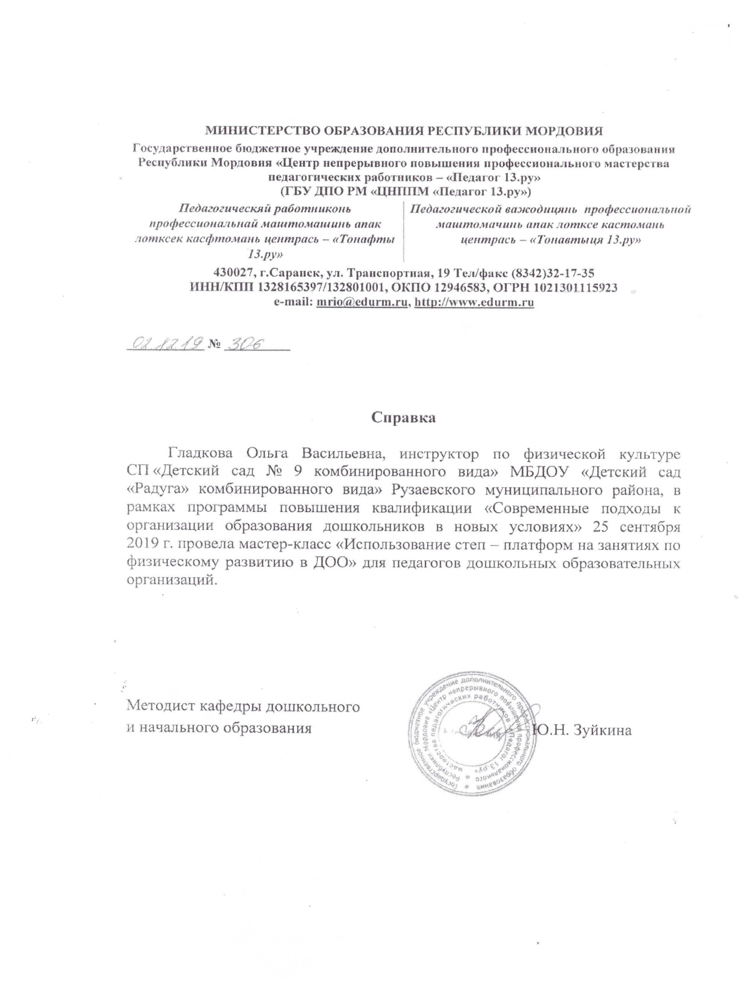 МИНИСТЕРСТВО ОБРАЗОВАНИЯ РЕСПУБЛИКИ МОРДОВИЯ
Государственное бюджетное учреждение дополнительного профессионального образования
Республики Мордовия «Центр непрерывного повышения профессионального мастерства
педагогических работников – «Педагог 13.ру»
(ГБУ ДПО РМ «ЦНППМ «Педагог 13.ру»)
Педагогическяй работниконь
профессиональнай маштомашинь апак
лотксек касфтомань центрась – «Тонафты
13.ру»
Педагогической важодицянь профессиональной
маштомачинь апак лотксе кастомань
центрась – «Тонавтыця 13.ру»
430027, г.Саранск, ул. Транспортная, 19 Тел/факс (8342)32-17-35
ИНН/КПП 1328165397/132801001, ОКПО 12946583, ОГРН 1021301115923
e-mail: mrio@edurm.ru, http://www.edurm.ru
02.12.19 № 306
Справка
Гладкова Ольга Васильевна, инструктор по физической культуре
СП «Детский сад № 9 комбинированного вида» МБДОУ «Детский сад
«Радуга» комбинированного вида» Рузаевского муниципального района, в
рамках программы повышения квалификации «Современные подходы к
организации образования дошкольников в новых условиях» 25 сентября
2019 г. провела мастер-класс «Использование степ – платформ на занятиях по
физическому развитию в ДОО» для педагогов дошкольных образовательных
организаций.
Методист кафедры дошкольного
и начального образования
Ю.Н. Зуйкина
Государственное бюджетное учреждение дополнительного профессионального образования
Республики Мордовия «Центр непрерывного повышения профессионального
мастерства педагогических работников «Педагог 13.ру»